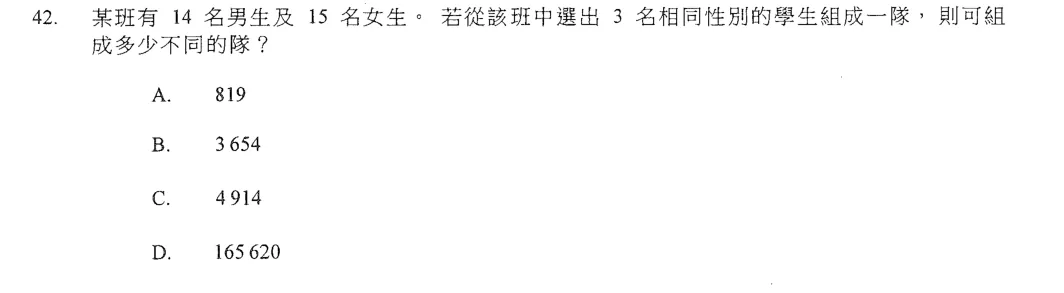 42. 某班有 14 名男生及 15 名女生。 若從該班中選出 3 名相同性別的學生組成一隊, 則可組
成多少不同的隊?
A. 819
B. 3 654
C. 4 914
D. 165 620